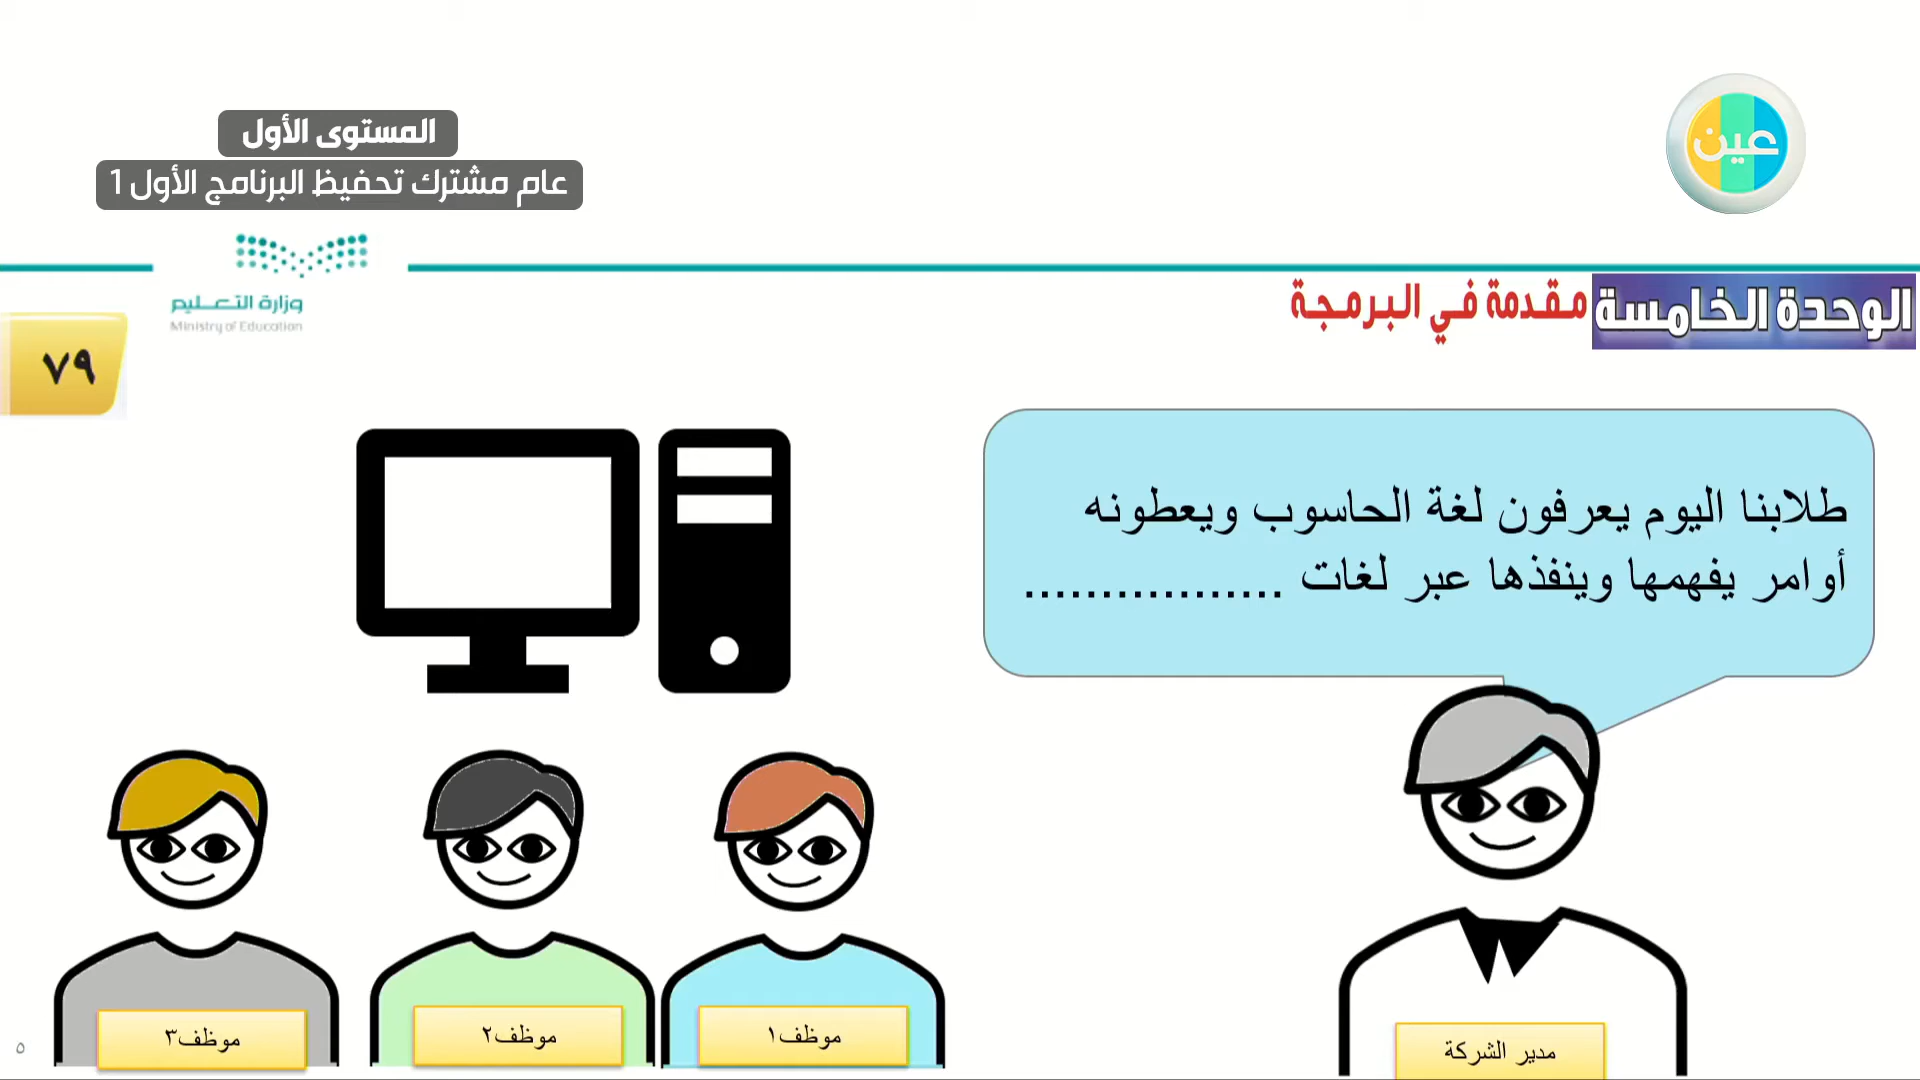 المستوى الأول
عام مشترك تحفيظ البرنامج الأول 1
عين
وزارة التعليم
Ministry of Education
الوحدة الخامسة مقدمة في البرمجة
٧٩
طلابنا اليوم يعرفون لغة الحاسوب ويعطونه
أوامر يفهمها وينفذها عبر لغات .................
موظف١
موظف٢
موظف٣
مدير الشركة
٥